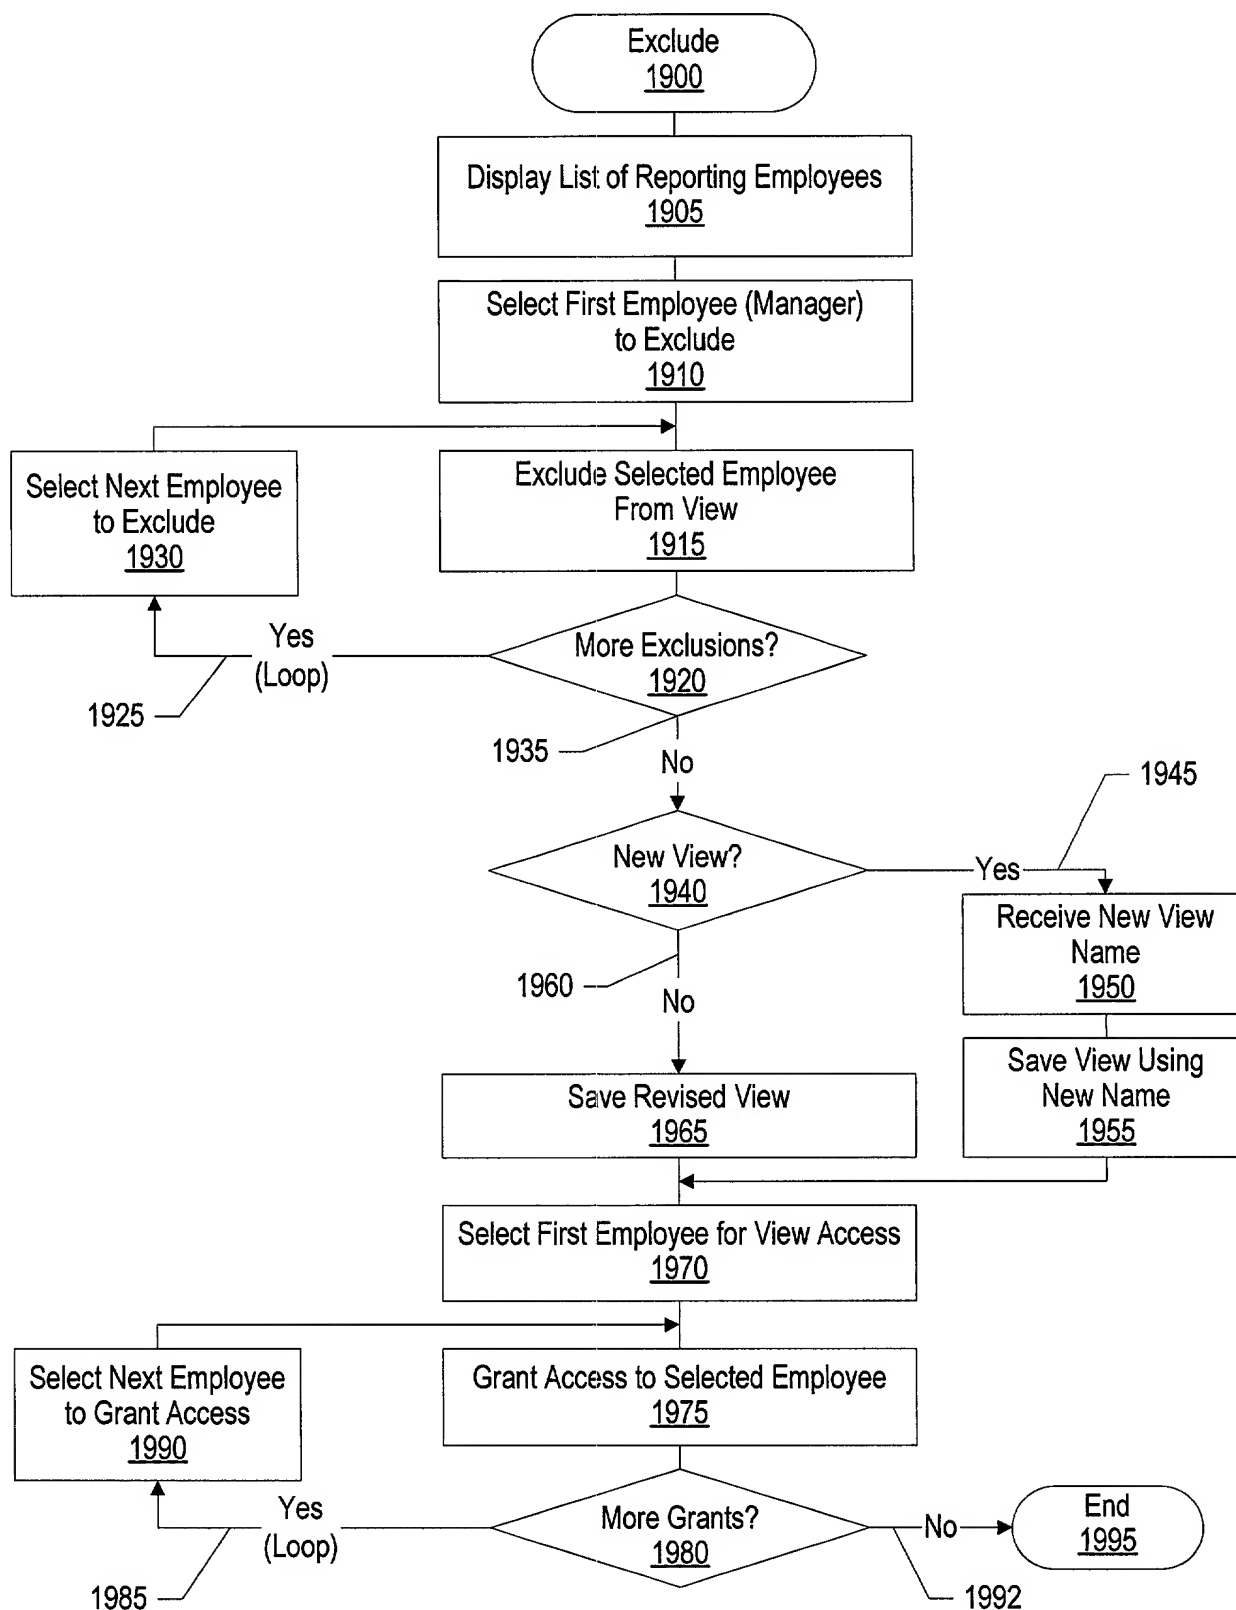 Exclude
1900
Display List of Reporting Employees
1905
Select First Employee (Manager)
to Exclude
1910
Select Next Employee
to Exclude
1930
Exclude Selected Employee
From View
1915
Yes
(Loop)
More Exclusions?
1920
1925
1935
No
1945
New View?
1940
Yes
Receive New View
Name
1950
1960
No
Save View Using
New Name
1955
Save Revised View
1965
Select First Employee for View Access
1970
Select Next Employee
to Grant Access
1990
Grant Access to Selected Employee
1975
Yes
(Loop)
More Grants?
1980
No
End
1995
1985
1992